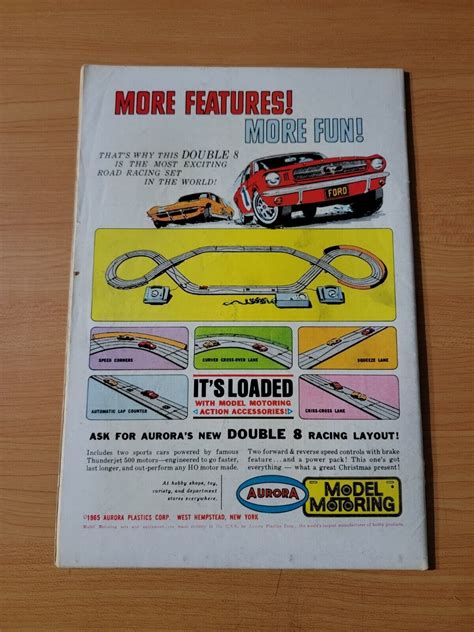 MORE FEATURES!
MORE FUN!
THAT'S WHY THIS DOUBLE 8
IS THE MOST EXCITING
ROAD RACING SET
IN THE WORLD!
FORD
SPEED CORNERS
CURVED CROSS-OVER LANE
SQUEEZE LANE
AUTOMATIC LAP COUNTER
IT'S LOADED
WITH MODEL MOTORING
ACTION ACCESSORIES!
CRISS-CROSS LANE
ASK FOR AURORA'S NEW DOUBLE 8 RACING LAYOUT!
Includes two sports cars powered by famous
Thunderjet 500 motors—engineered to go faster,
last longer, and out-perform any HO motor made.
Two forward & reverse speed controls with brake
feature...and a power pack! This one's got
everything — what a great Christmas present!
At hobby shops, toy,
variety, and department
stores everywhere.
AURORA
MODEL
MOTORING
©1965 AURORA PLASTICS CORP. WEST HEMPSTEAD, NEW YORK